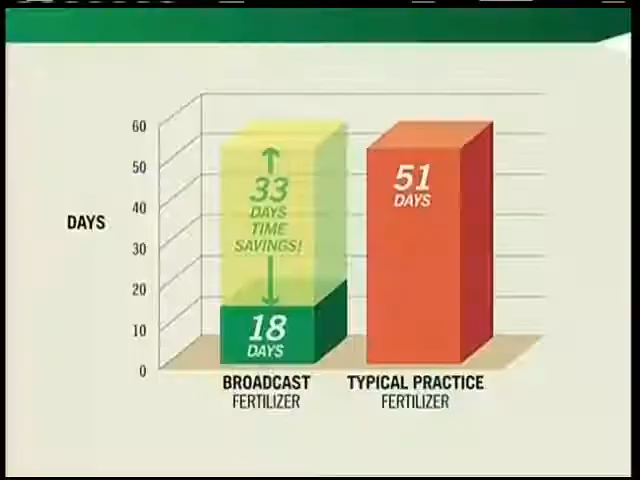 60
50
40
30
20
10
0
DAYS
33
DAYS
TIME
SAVINGS!
18
DAYS
51
DAYS
BROADCAST
FERTILIZER
TYPICAL PRACTICE
FERTILIZER